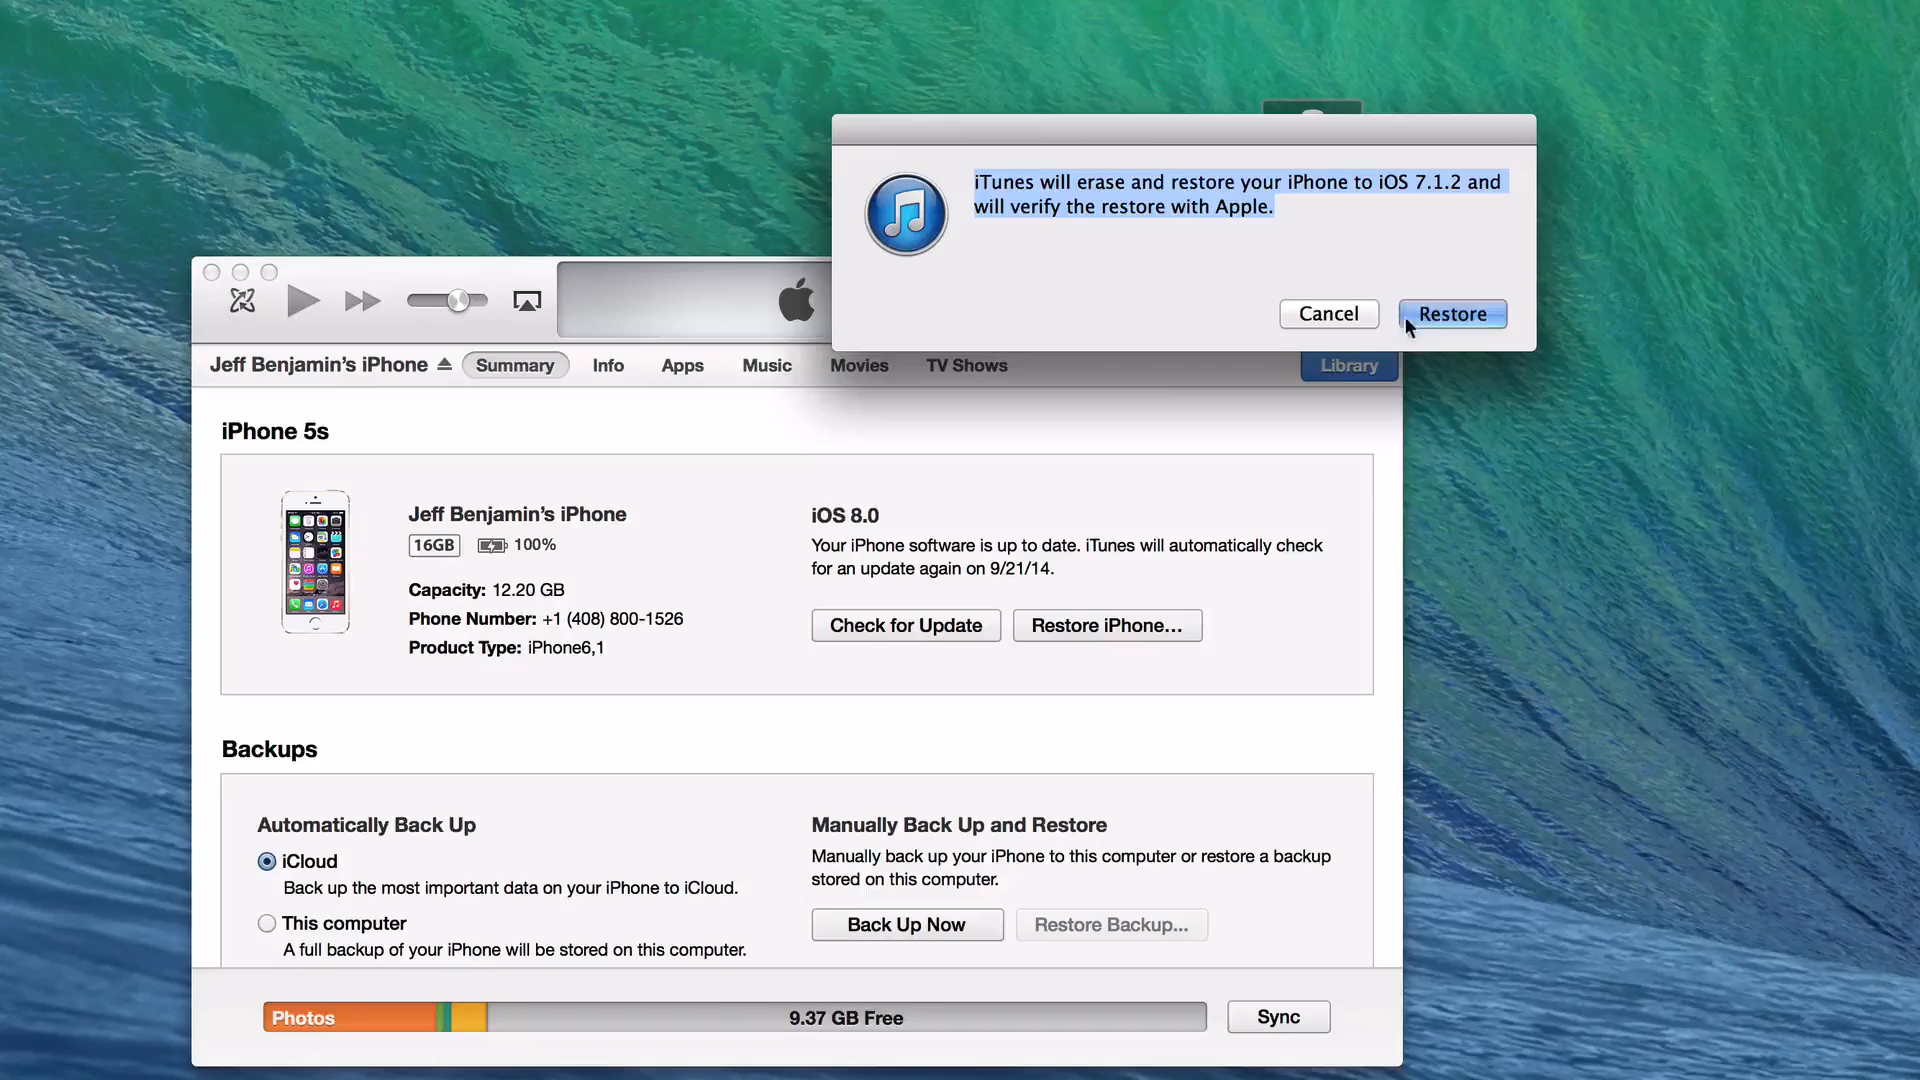 iTunes will erase and restore your iPhone to iOS 7.1.2 and
will verify the restore with Apple.
Cancel
Restore
Jeff Benjamin's iPhone
Summary
Info
Apps
Music
Movies
TV Shows
Library
iPhone 5s
Jeff Benjamin's iPhone
16GB
100%
Capacity: 12.20 GB
Phone Number: +1 (408) 800-1526
Product Type: iPhone6,1
iOS 8.0
Your iPhone software is up to date. iTunes will automatically check
for an update again on 9/21/14.
Check for Update
Restore iPhone...
Backups
Automatically Back Up
iCloud
Back up the most important data on your iPhone to iCloud.
This computer
A full backup of your iPhone will be stored on this computer.
Manually Back Up and Restore
Manually back up your iPhone to this computer or restore a backup
stored on this computer.
Back Up Now
Restore Backup...
Photos
9.37 GB Free
Sync